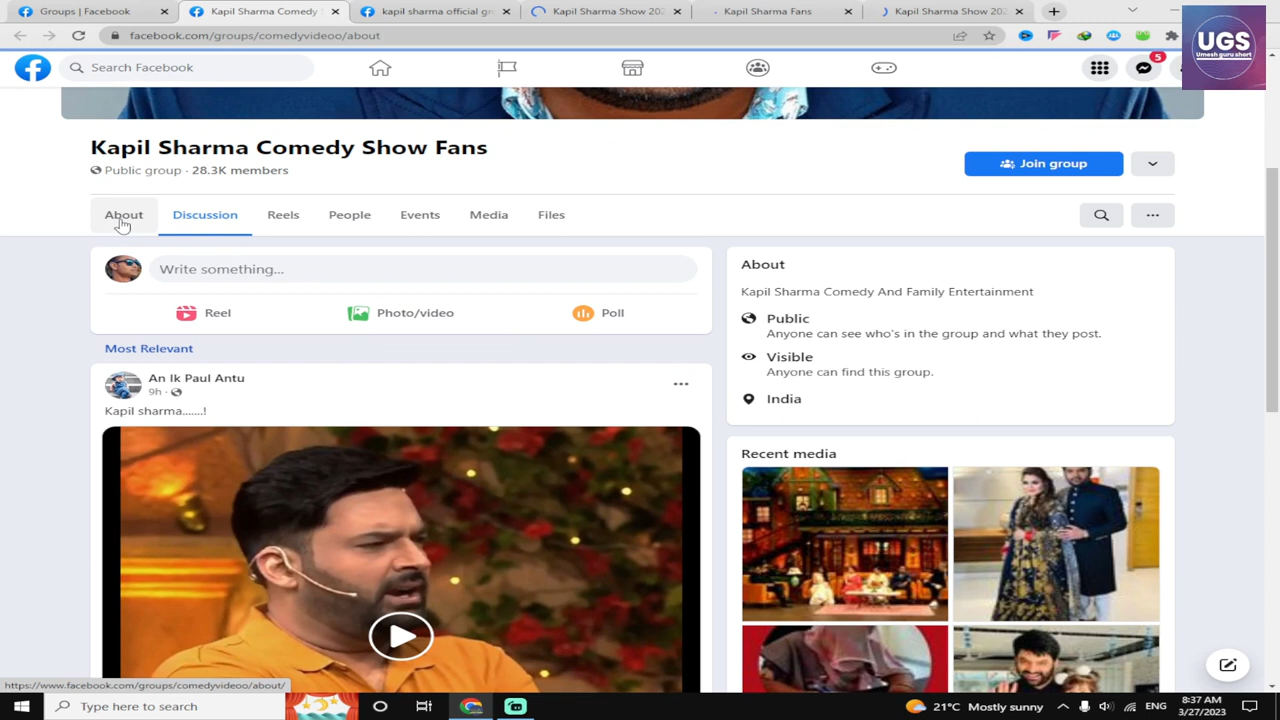 Groups | Facebook
Kapil Sharma Comedy S
kapil sharma official gr
Kapil Sharma Show 202
Kapil Sharma Fans
Kapil Sharma Show 202
facebook.com/groups/comedyvideoo/about
UGS
Umesh guru short
Search Facebook
5
Kapil Sharma Comedy Show Fans
Public group · 28.3K members
Join group
About
Discussion
Reels
People
Events
Media
Files
Write something...
Reel
Photo/video
Poll
Most Relevant
An Ik Paul Antu
9h
Kapil sharma.......!
About
Kapil Sharma Comedy And Family Entertainment
Public
Anyone can see who's in the group and what they post.
Visible
Anyone can find this group.
India
Recent media
https://www.facebook.com/groups/comedyvideoo/about/
Type here to search
21°C Mostly sunny
ENG
8:37 AM
3/27/2023